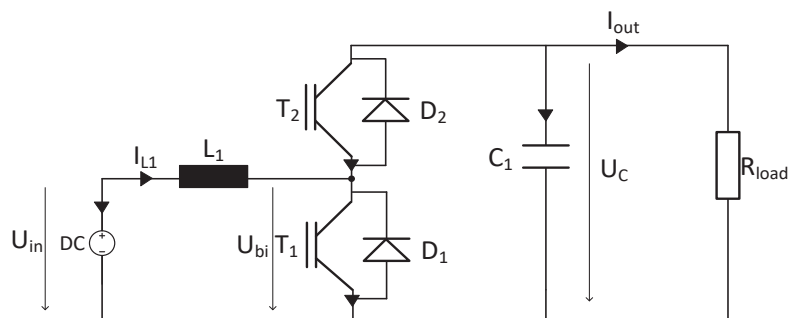 I_out
T_2
D_2
C_1
U_C
R_load
I_L1
L_1
U_in
DC
+
−
U_bi
T_1
D_1